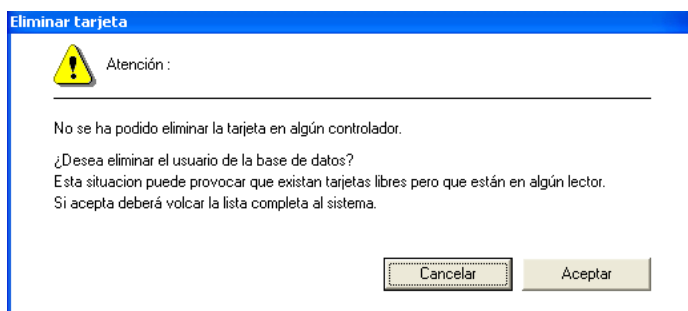 Eliminar tarjeta
Atención :
No se ha podido eliminar la tarjeta en algún controlador.
¿Desea eliminar el usuario de la base de datos?
Esta situacion puede provocar que existan tarjetas libres pero que están en algún lector.
Si acepta deberá volcar la lista completa al sistema.
Cancelar Aceptar